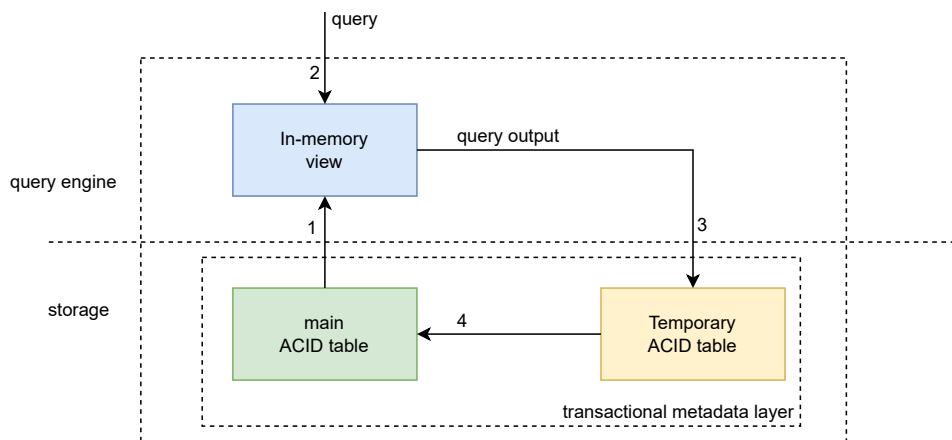 query
2
In-memory
view
query output
query engine
1
3
storage
main
ACID table
4
Temporary
ACID table
transactional metadata layer